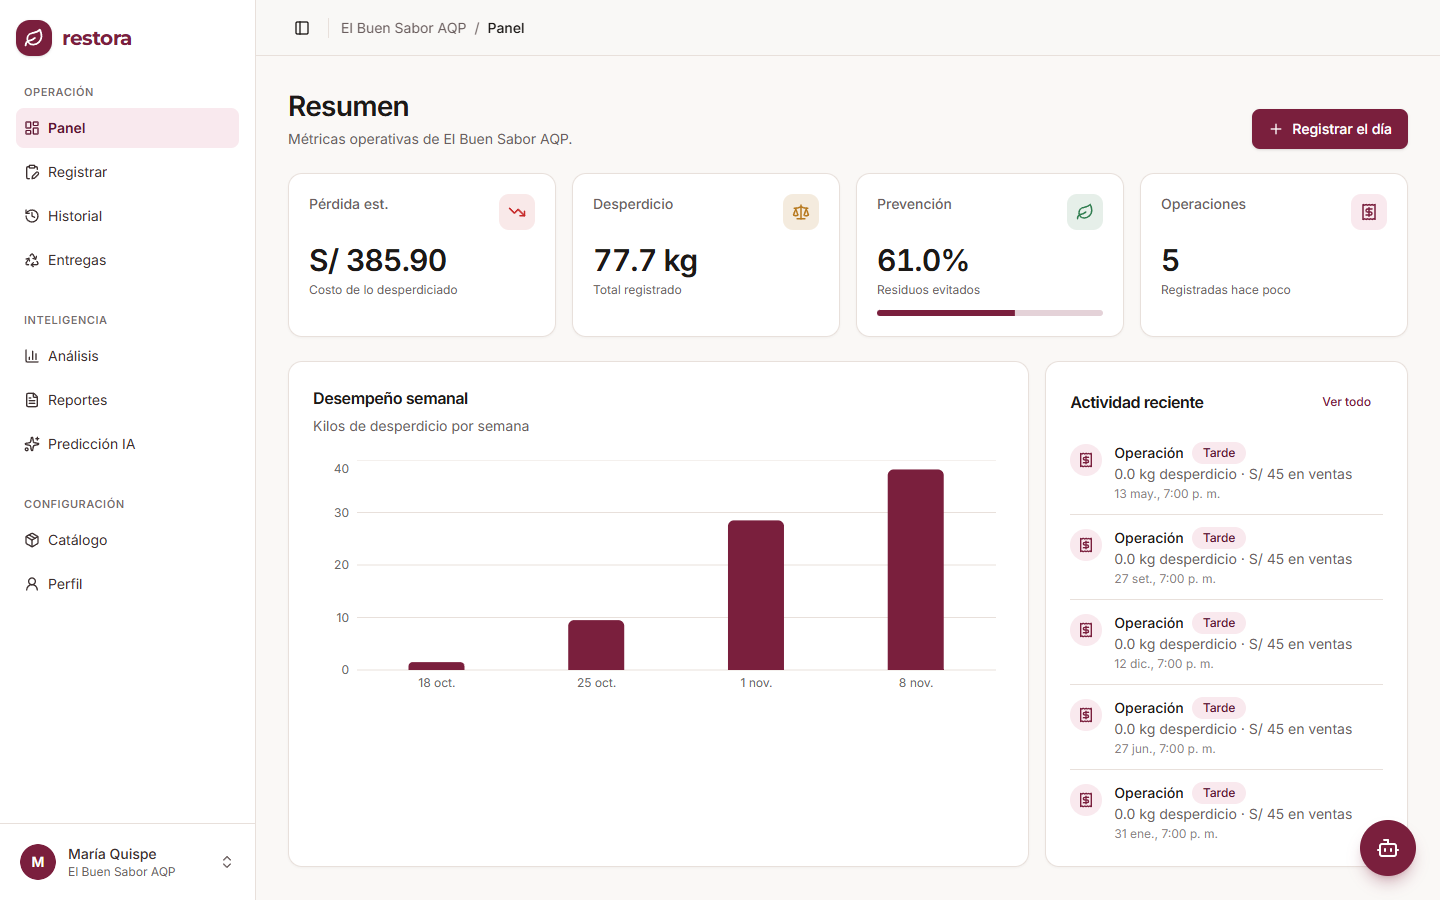 restora
OPERACIÓN
Panel
Registrar
Historial
Entregas
INTELIGENCIA
Análisis
Reportes
Predicción IA
CONFIGURACIÓN
Catálogo
Perfil
M
María Quispe
El Buen Sabor AQP
El Buen Sabor AQP / Panel
Resumen
Métricas operativas de El Buen Sabor AQP.
+ Registrar el día
Pérdida est.
S/ 385.90
Costo de lo desperdiciado
Desperdicio
77.7 kg
Total registrado
Prevención
61.0%
Residuos evitados
Operaciones
5
Registradas hace poco
Desempeño semanal
Kilos de desperdicio por semana
40
30
20
10
0
18 oct.
25 oct.
1 nov.
8 nov.
Actividad reciente
Ver todo
Operación Tarde
0.0 kg desperdicio · S/ 45 en ventas
13 may., 7:00 p. m.
Operación Tarde
0.0 kg desperdicio · S/ 45 en ventas
27 set., 7:00 p. m.
Operación Tarde
0.0 kg desperdicio · S/ 45 en ventas
12 dic., 7:00 p. m.
Operación Tarde
0.0 kg desperdicio · S/ 45 en ventas
27 jun., 7:00 p. m.
Operación Tarde
0.0 kg desperdicio · S/ 45 en ventas
31 ene., 7:00 p. m.